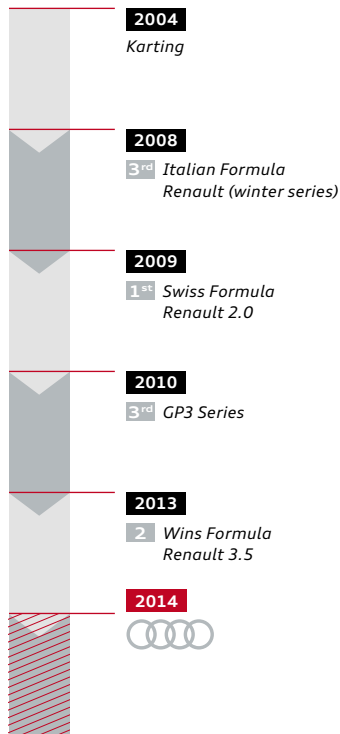 2004
Karting
2008
3rd Italian Formula
Renault (winter series)
2009
1st Swiss Formula
Renault 2.0
2010
3rd GP3 Series
2013
2 Wins Formula
Renault 3.5
2014